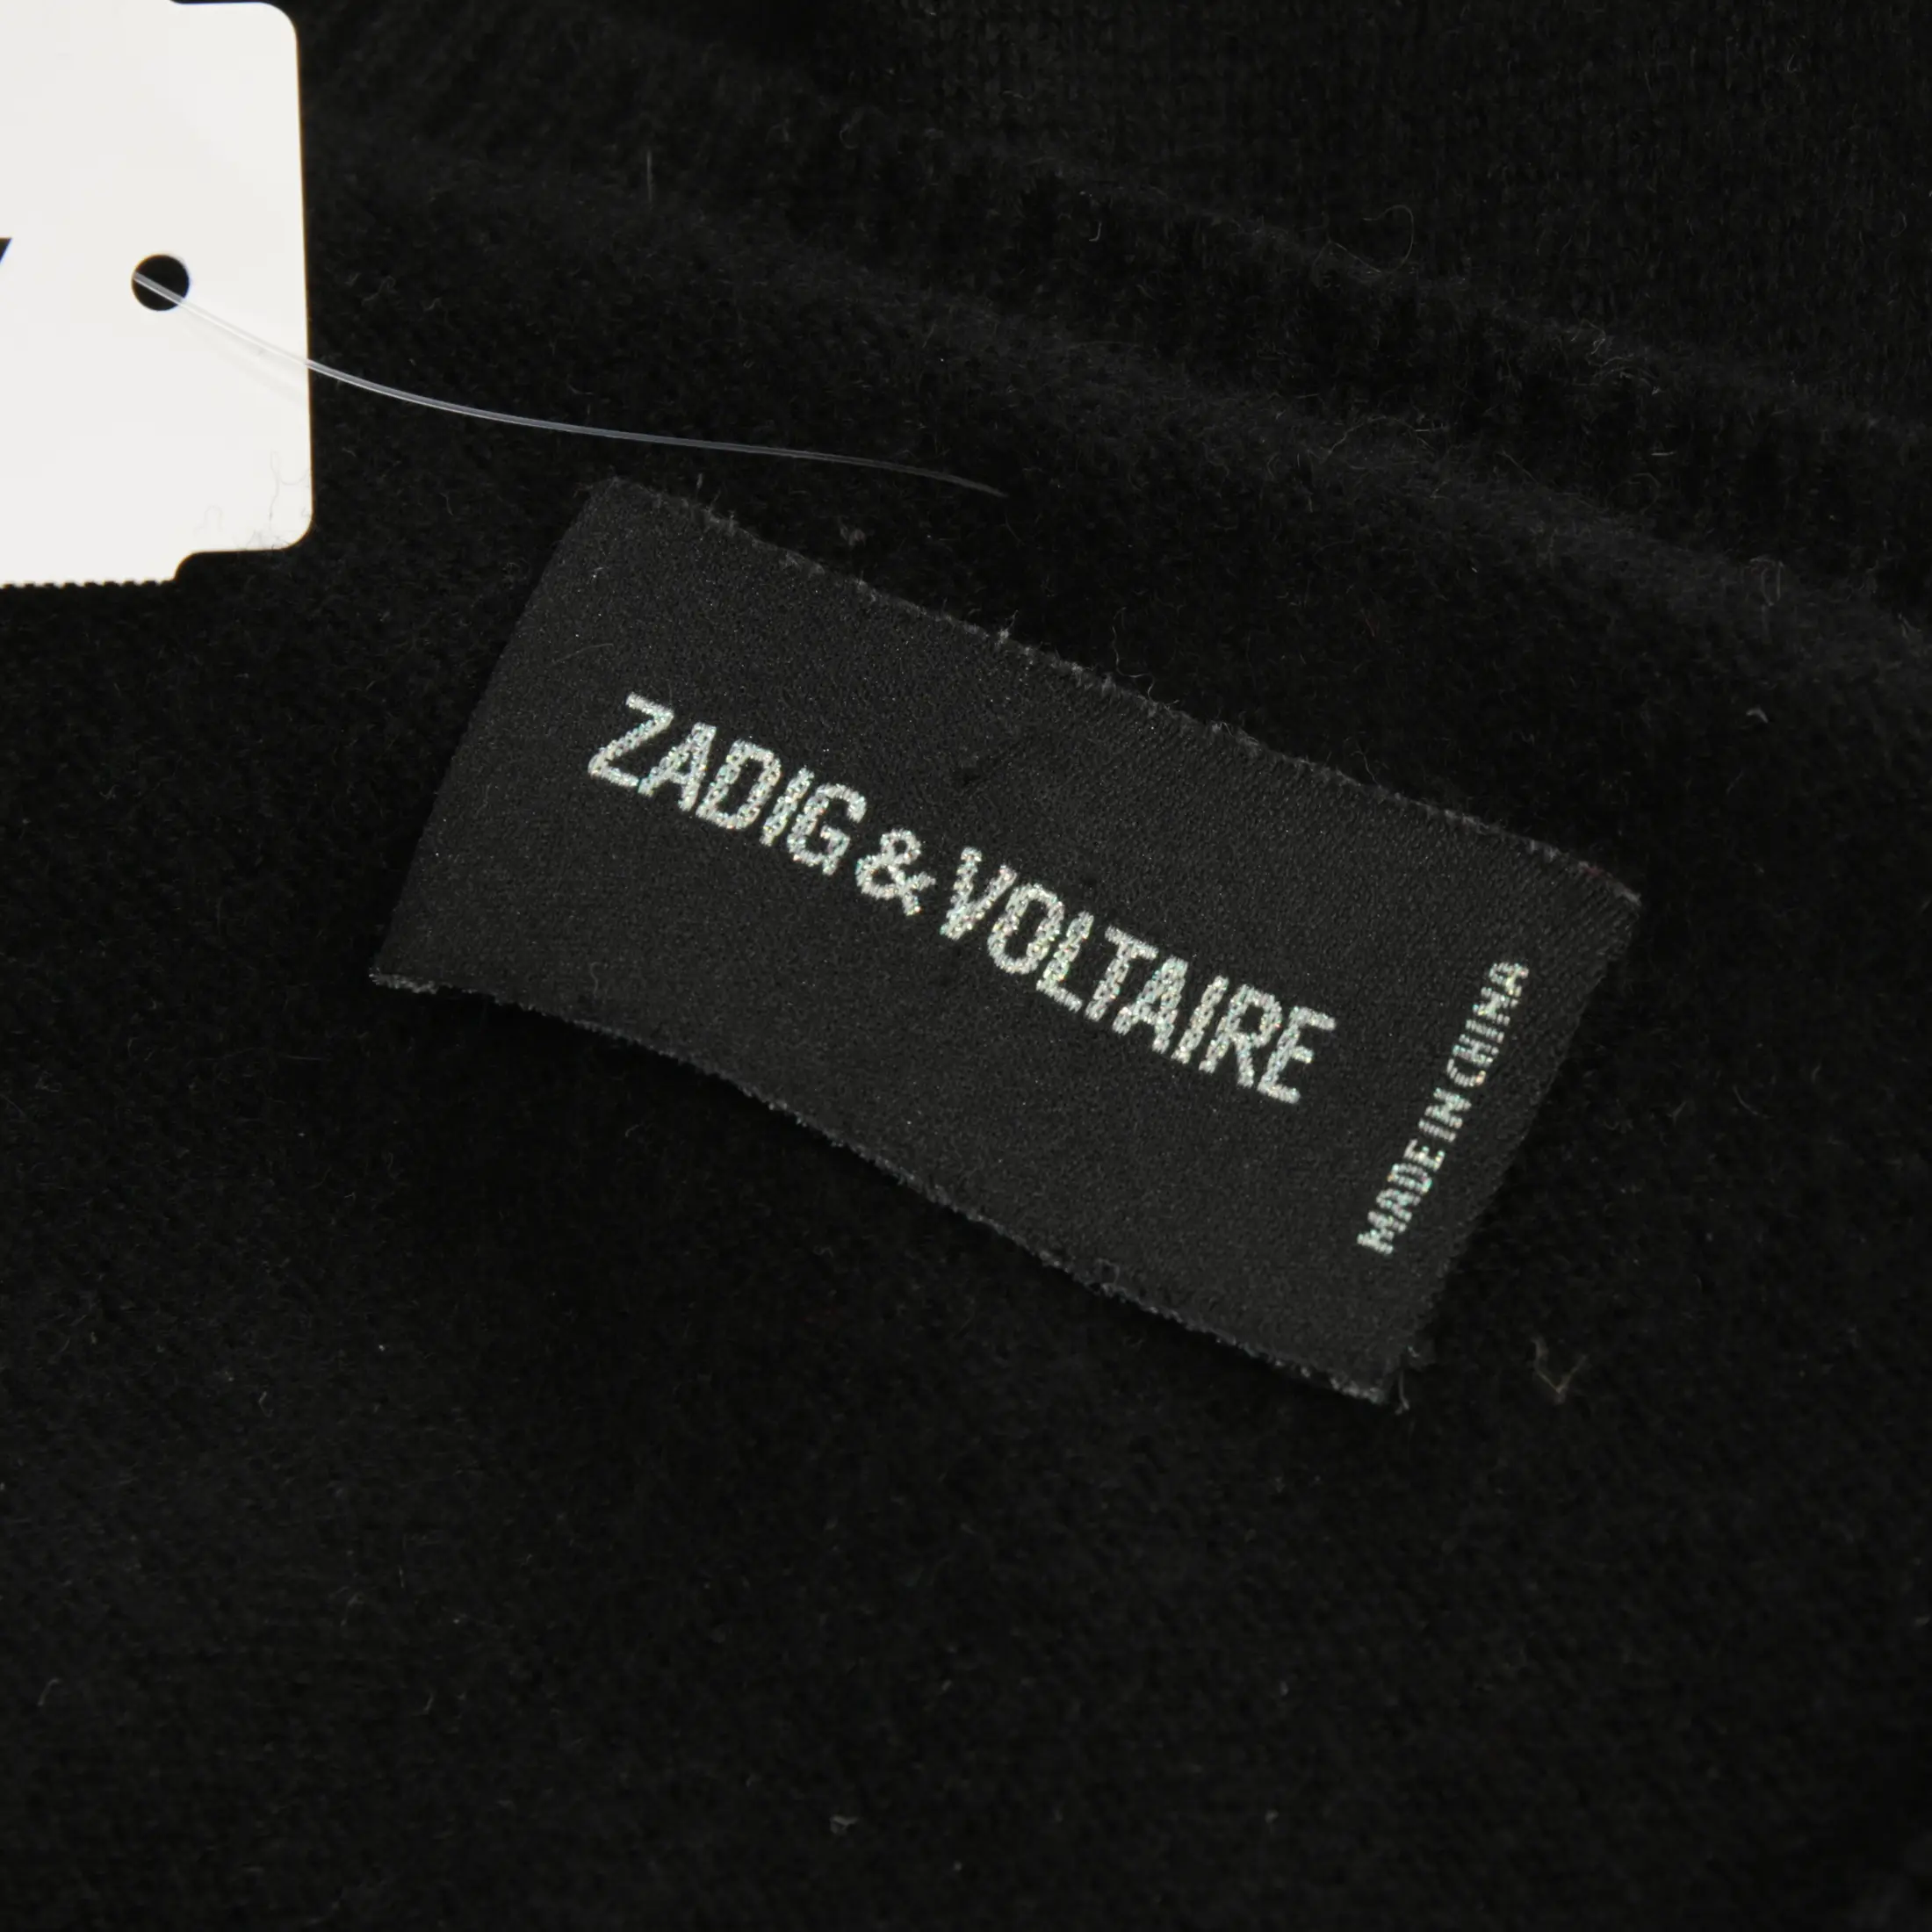 ZADIG & VOLTAIRE
MADE IN CHINA